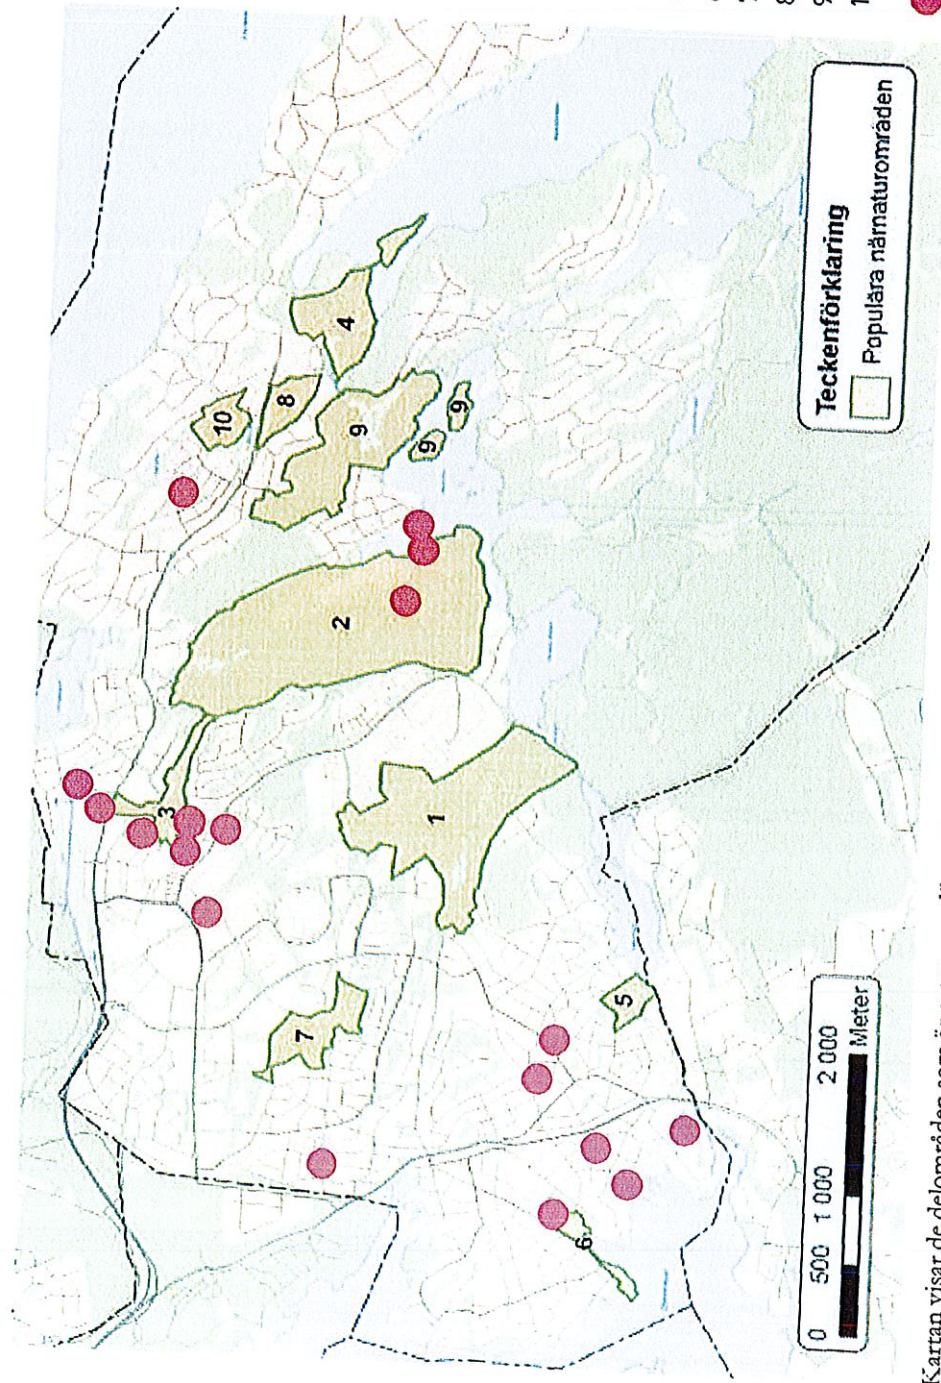 3
10
8
7
2
4
9
9
1
9
6
5
Teckenförklaring
Populära närnaturområden
0 500 1 000 2 000
Meter
Kartan visar de delområden som